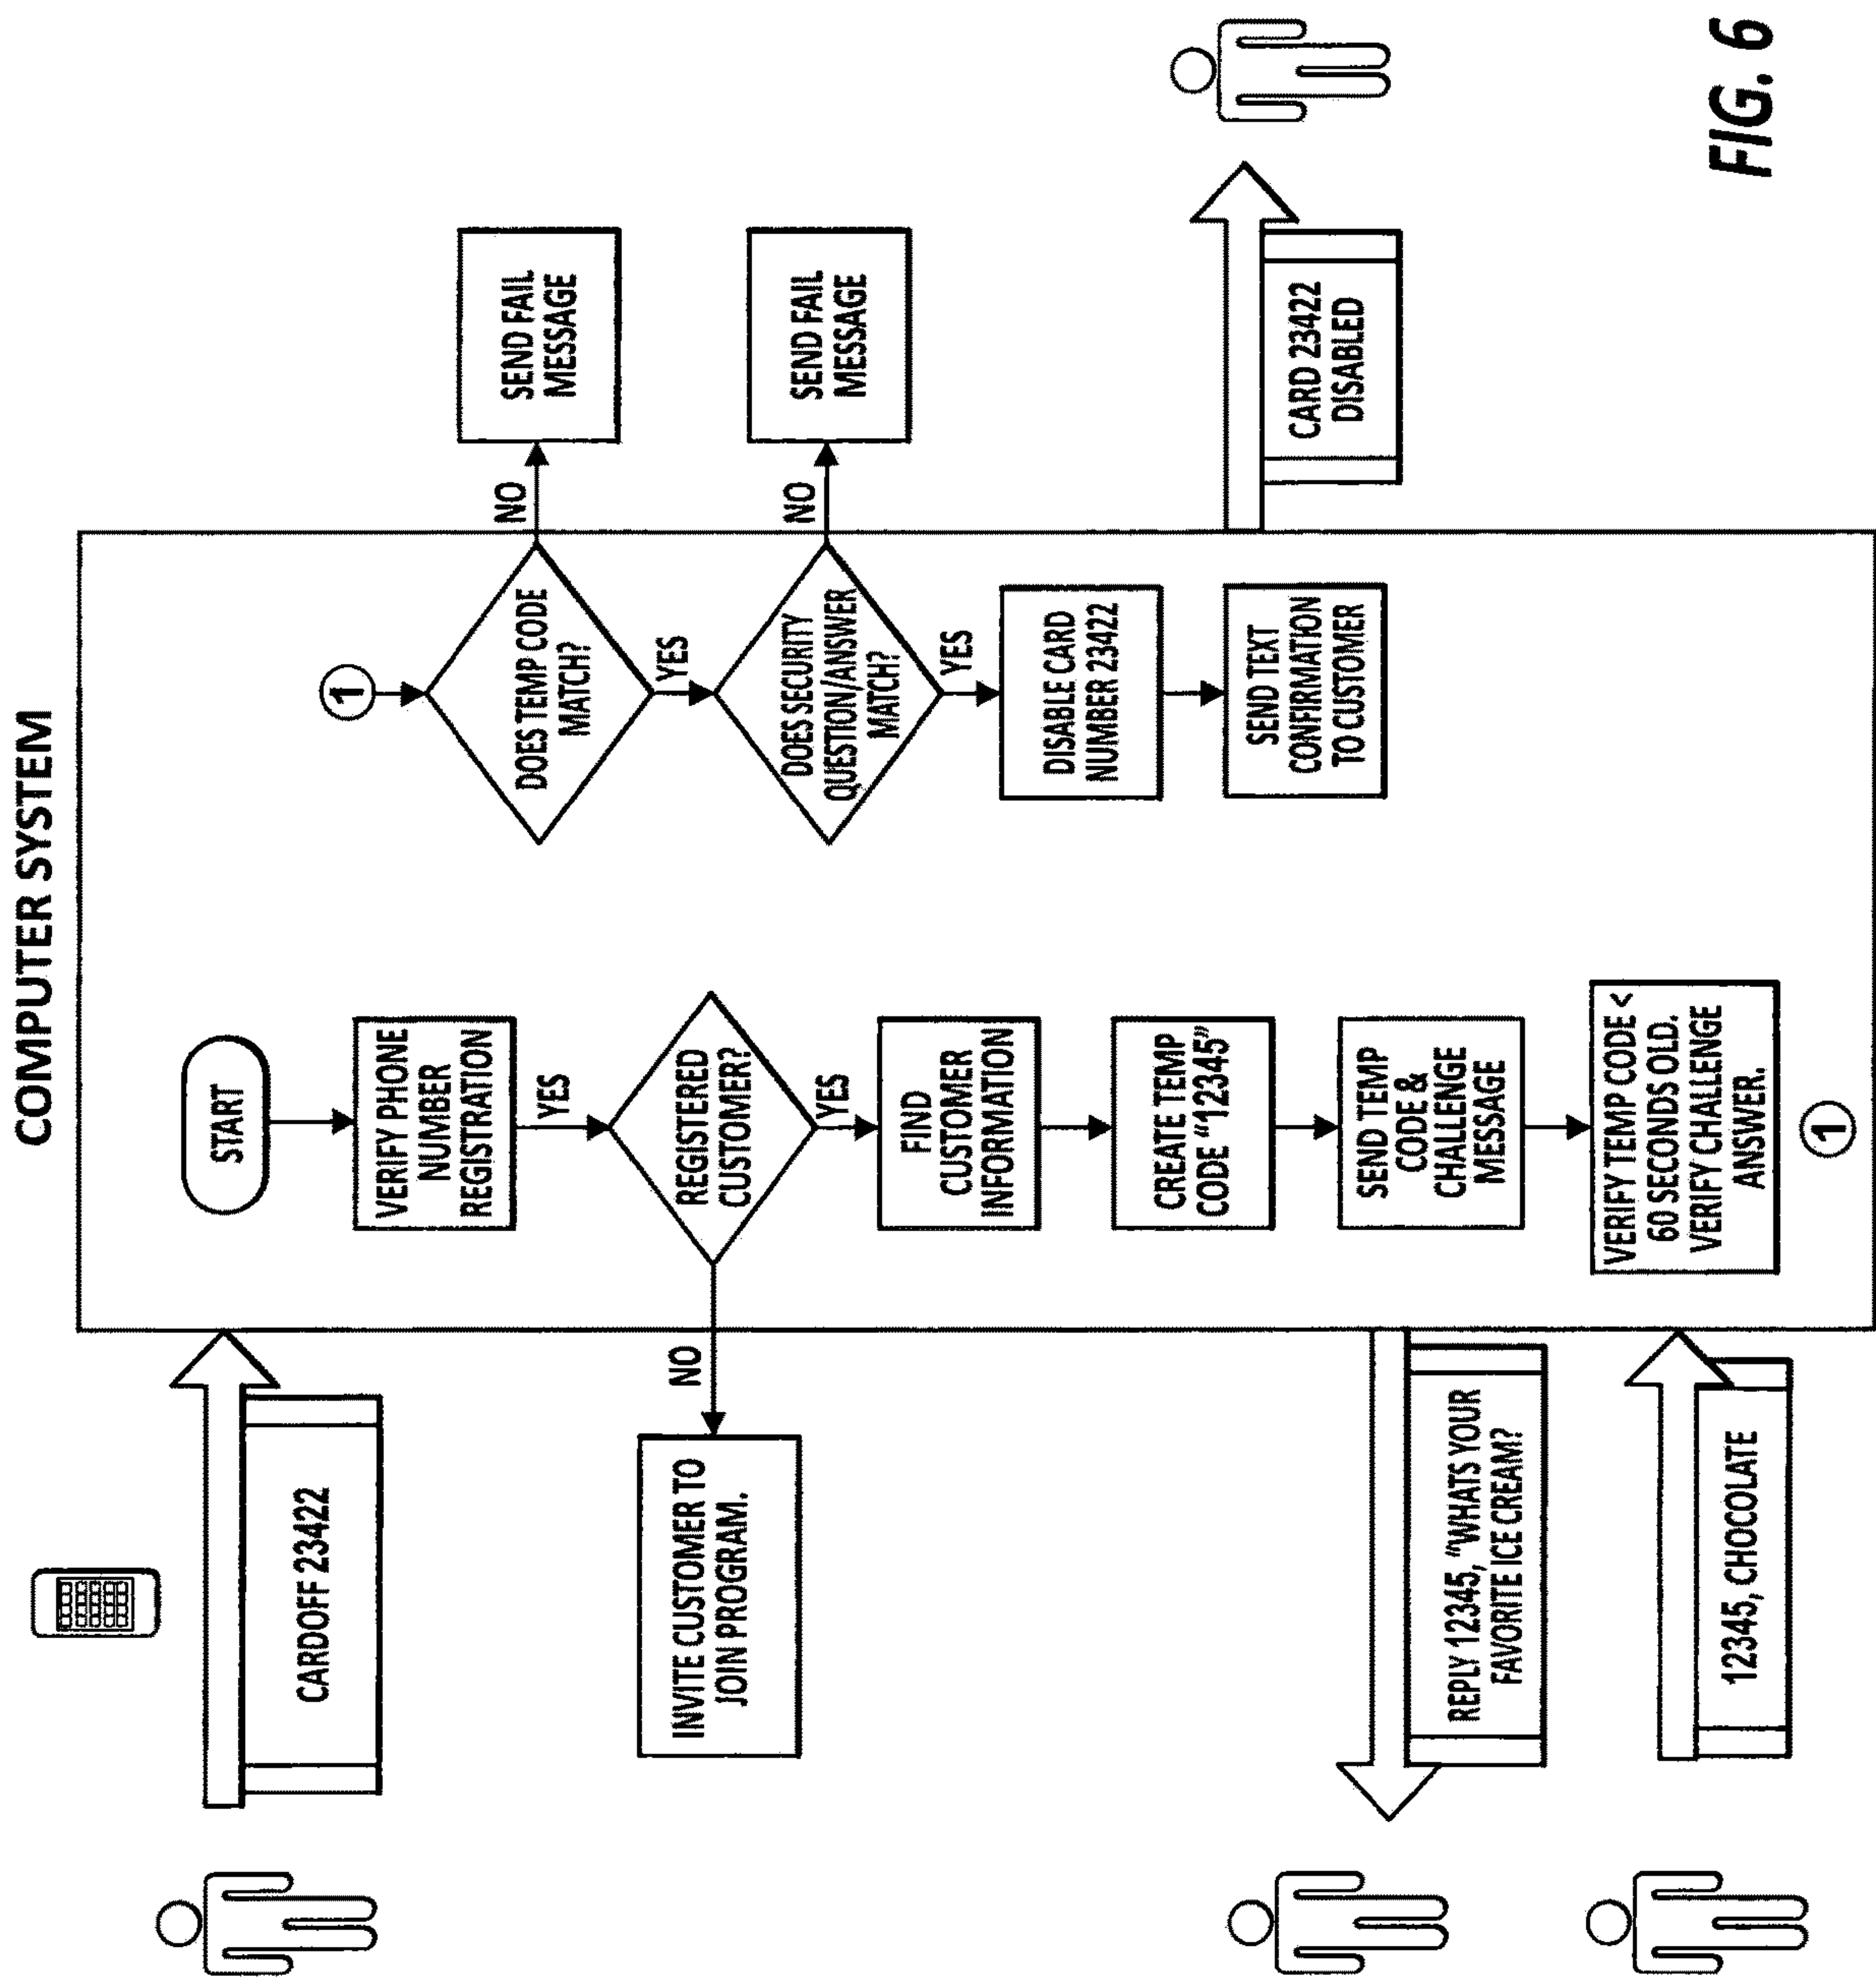 COMPUTER SYSTEM
CARDOFF 23422
START
VERIFY PHONE
NUMBER
REGISTRATION
YES
REGISTERED
CUSTOMER?
NO
INVITE CUSTOMER TO
JOIN PROGRAM.
YES
FIND
CUSTOMER
INFORMATION
CREATE TEMP
CODE "12345"
SEND TEMP
CODE &
CHALLENGE
MESSAGE
REPLY 12345, "WHATS YOUR
FAVORITE ICE CREAM?
VERIFY TEMP CODE <
60 SECONDS OLD.
VERIFY CHALLENGE
ANSWER.
12345, CHOCOLATE
1
1
DOES TEMP CODE
MATCH?
NO
SEND FAIL
MESSAGE
YES
DOES SECURITY
QUESTION/ANSWER
MATCH?
NO
SEND FAIL
MESSAGE
YES
DISABLE CARD
NUMBER 23422
SEND TEXT
CONFIRMATION
TO CUSTOMER
CARD 23422
DISABLED
FIG. 6